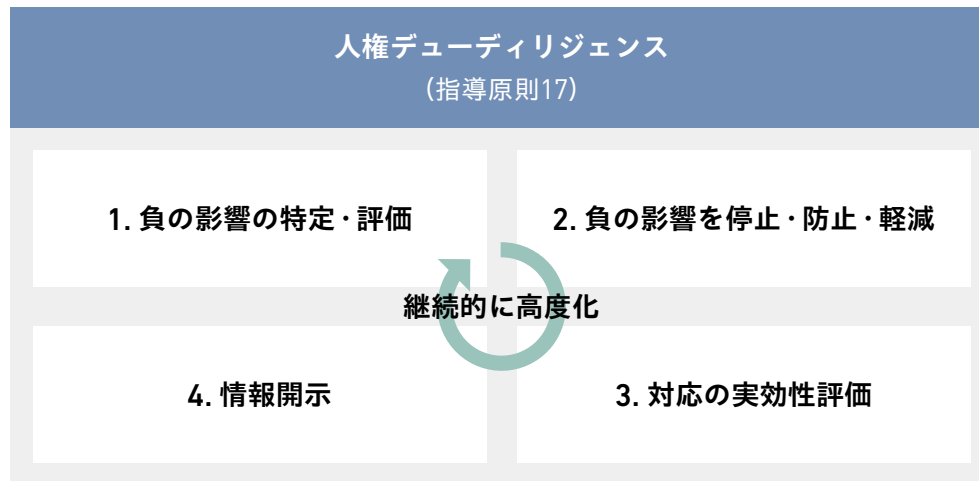 人権デューディリジェンス
(指導原則17)
1. 負の影響の特定・評価
2. 負の影響を停止・防止・軽減
継続的に高度化
4. 情報開示
3. 対応の実効性評価